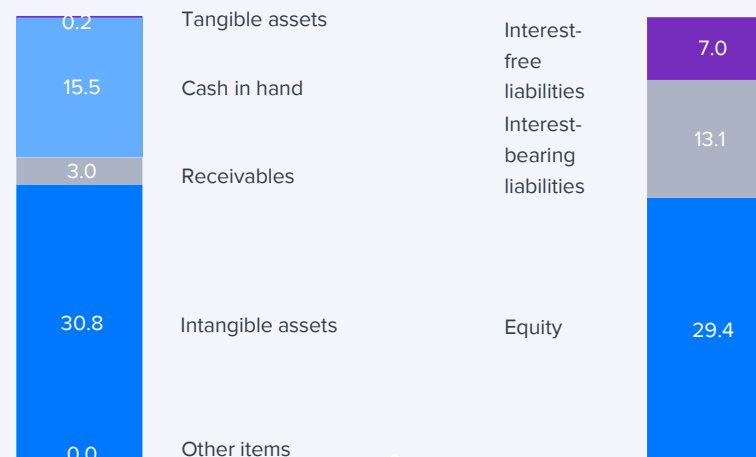 0.2
Tangible assets
15.5
Cash in hand
3.0
Receivables
30.8
Intangible assets
0.0
Other items
Interest-
free
liabilities
7.0
Interest-
bearing
liabilities
13.1
Equity
29.4